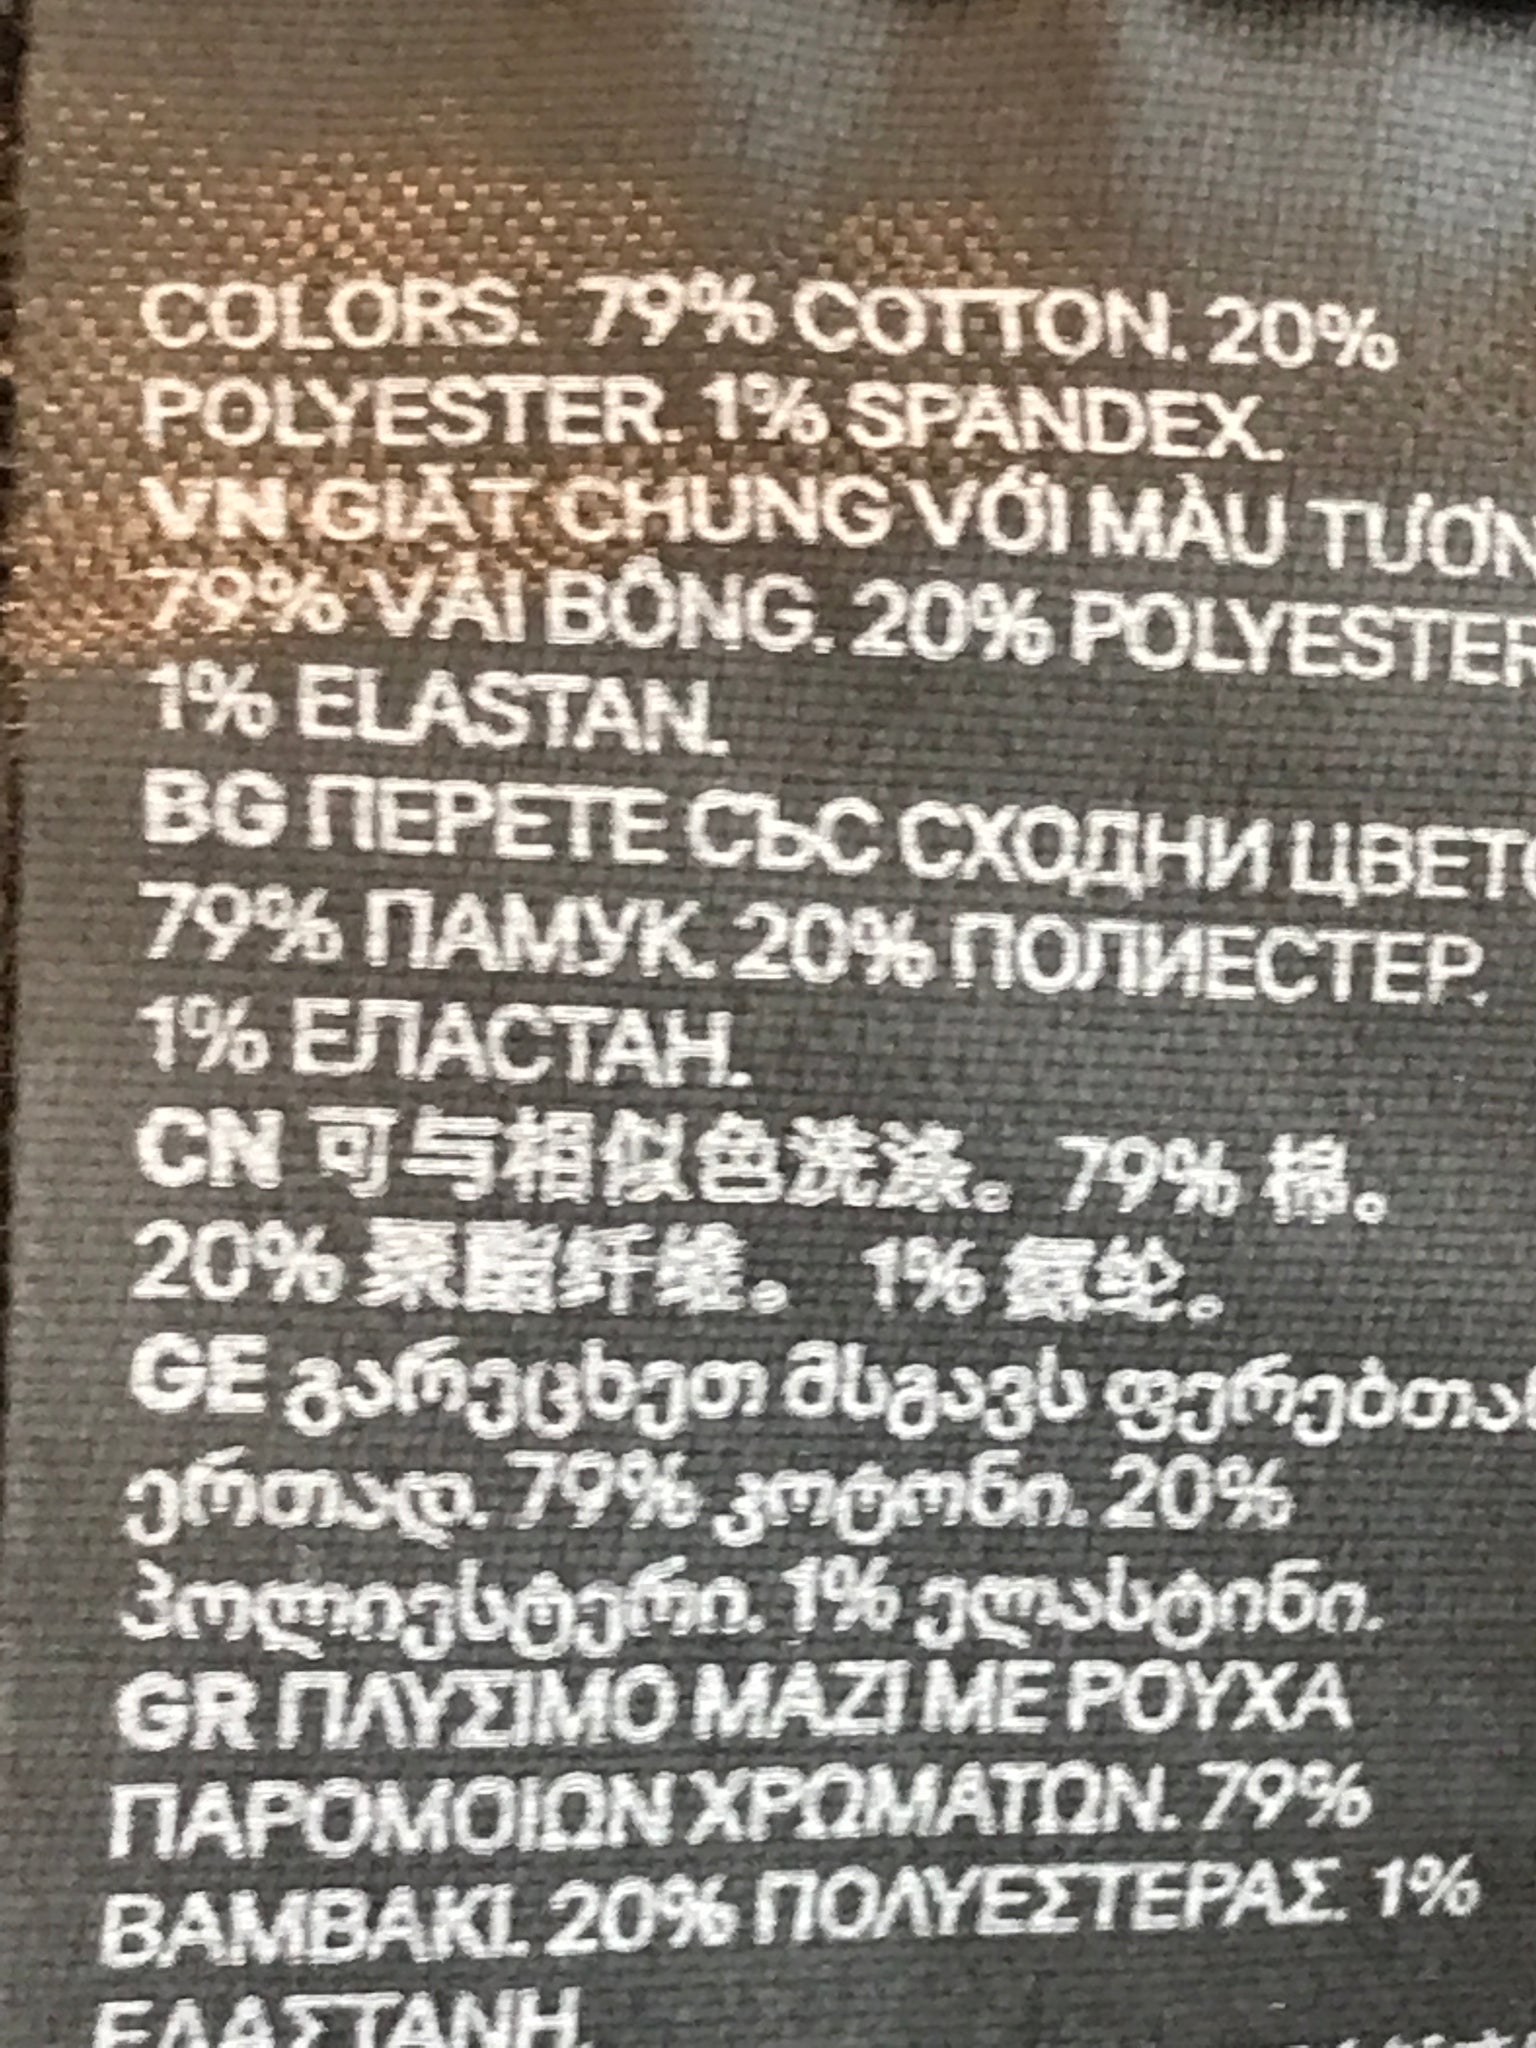 COLORS. 79% COTTON. 20%
POLYESTER. 1% SPANDEX.
VN GIẶT CHUNG VỚI MÀU TƯƠN
79% VẢI BÔNG. 20% POLYESTER
1% ELASTAN.
BG ПЕРЕТЕ СЪС СХОДНИ ЦВЕТО
79% ПАМУК. 20% ПОЛИЕСТЕР.
1% ЕЛАСТАН.
CN 可与相似色洗涤。 79% 棉。
20% 聚酯纤维。 1% 氨纶。
GE გარეცხეთ მსგავს ფერებთან
ერთად. 79% კოტონი. 20%
პოლიესტერი. 1% ელასტინი.
GR ΠΛΥΣΙΜΟ ΜΑΖΙ ΜΕ ΡΟΥΧΑ
ΠΑΡΟΜΟΙΩΝ ΧΡΩΜΑΤΩΝ. 79%
ΒΑΜΒΑΚΙ. 20% ΠΟΛΥΕΣΤΕΡΑΣ. 1%
ΕΛΑΣΤΑΝΗ.